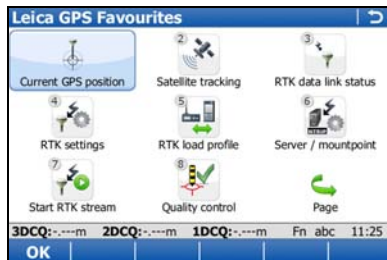 Leica GPS Favourites
2 3
Current GPS position Satellite tracking RTK data link status
4 5 6
NTRIP
RTK settings RTK load profile Server / mountpoint
7 8
Start RTK stream Quality control Page
3DCQ:-.---m 2DCQ:-.---m 1DCQ:-.---m Fn abc 11:25
OK